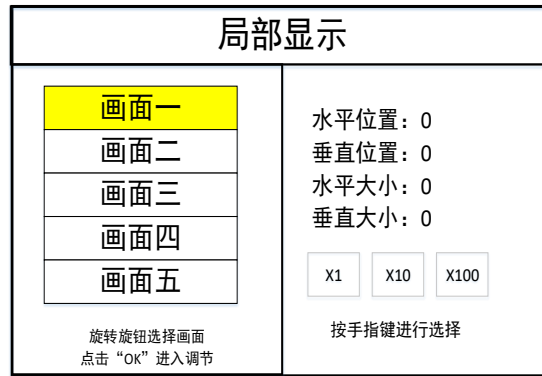 局部显示
画面一
画面二
画面三
画面四
画面五
旋转旋钮选择画面
点击“OK”进入调节
水平位置：0
垂直位置：0
水平大小：0
垂直大小：0
X1 X10 X100
按手指键进行选择